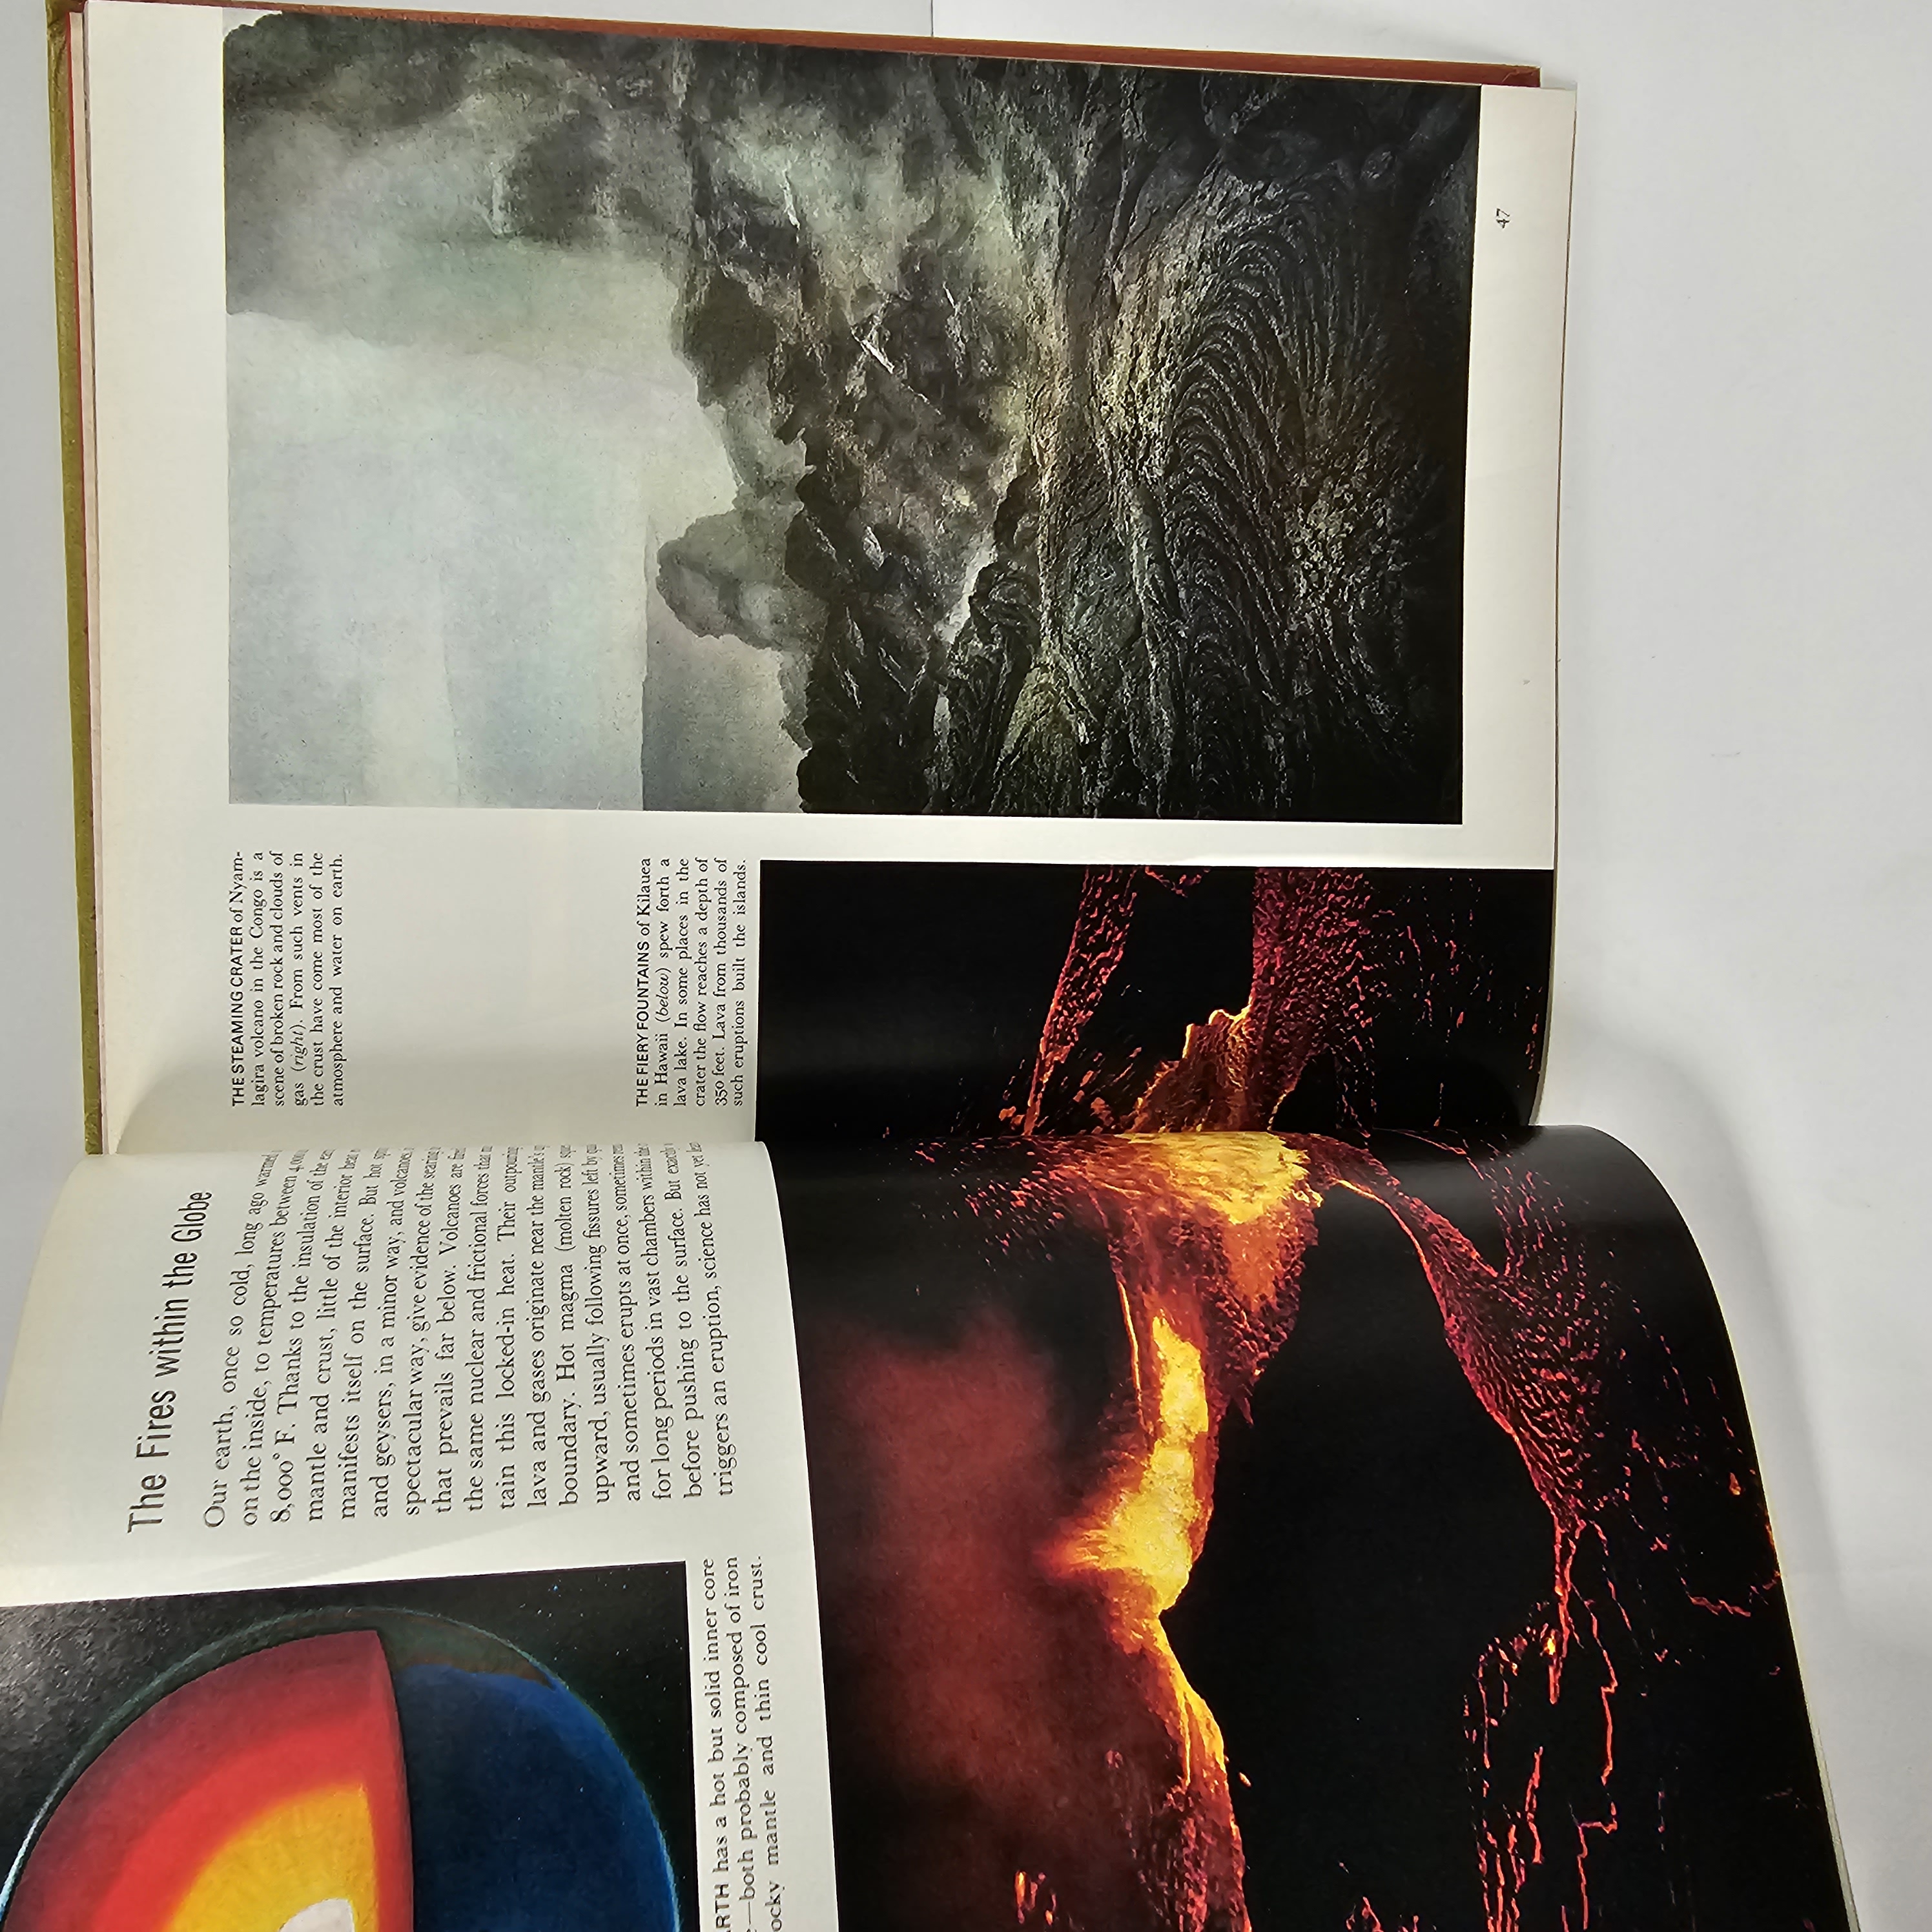 The Fires within the Globe
Our earth, once so cold, long ago warmed
on the inside, to temperatures between 4,000
8,000° F. Thanks to the insulation of the
mantle and crust, little of the interior heat
manifests itself on the surface. But hot
and geysers, in a minor way, and volcanoes,
spectacular way, give evidence of the searing
that prevails far below. Volcanoes are
the same nuclear and frictional forces that
tain this locked-in heat. Their
lava and gases originate near the mantle's
boundary. Hot magma (molten rock)
upward, usually following fissures left by
and sometimes erupts at once, sometimes
for long periods in vast chambers within the
before pushing to the surface. But exactly
triggers an eruption, science has not yet
has a hot but solid inner core
—both probably composed of iron
mantle and thin cool crust.
THE STEAMING CRATER of Nyam-
lagira volcano in the Congo is a
scene of broken rock and clouds of
gas (right). From such vents in
the crust have come most of the
atmosphere and water on earth.
THE FIERY FOUNTAINS of Kilauea
in Hawaii (below) spew forth a
lava lake. In some places in the
crater the flow reaches a depth of
350 feet. Lava from thousands of
such eruptions built the islands.
47